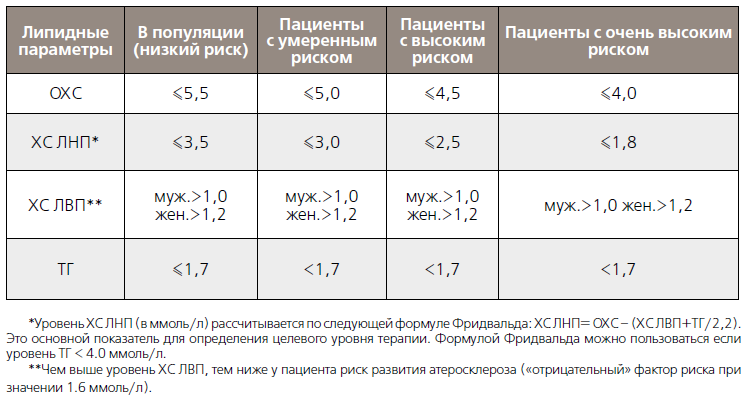 Липидные параметры
В популяции (низкий риск)
Пациенты с умеренным риском
Пациенты с высоким риском
Пациенты с очень высоким риском
ОХС ⩽5,5 ⩽5,0 ⩽4,5 ⩽4,0
ХС ЛНП* ⩽3,5 ⩽3,0 ⩽2,5 ⩽1,8
ХС ЛВП** муж.>1,0 жен.>1,2 муж.>1,0 жен.>1,2 муж.>1,0 жен.>1,2 муж.>1,0 жен.>1,2
ТГ ⩽1,7 <1,7 <1,7 <1,7
*Уровень ХС ЛНП (в ммоль/л) рассчитывается по следующей формуле Фридвальда: ХС ЛНП= ОХС – (ХС ЛВП+ТГ/2,2).
Это основной показатель для определения целевого уровня терапии. Формулой Фридвальда можно пользоваться если
уровень ТГ < 4.0 ммоль/л.
**Чем выше уровень ХС ЛВП, тем ниже у пациента риск развития атеросклероза («отрицательный» фактор риска при
значении 1.6 ммоль/л).